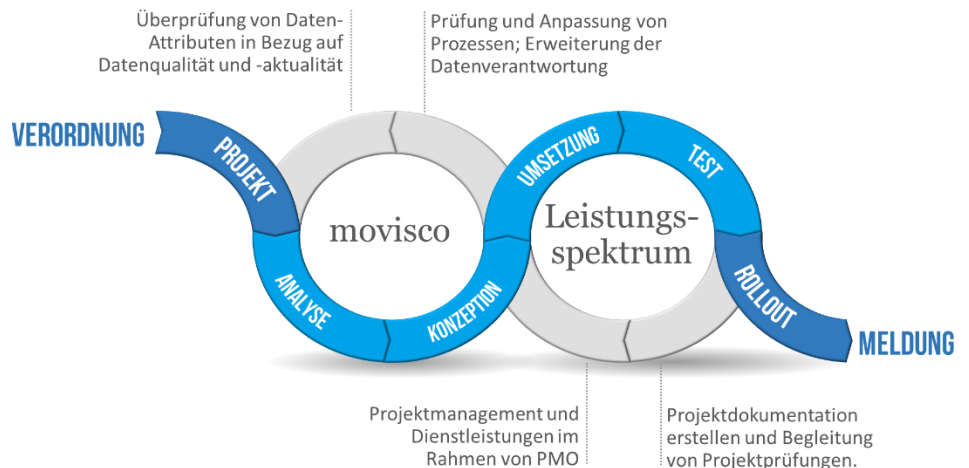 Überprüfung von Daten-
Attributen in Bezug auf
Datenqualität und -aktualität
Prüfung und Anpassung von
Prozessen; Erweiterung der
Datenverantwortung
VERORDNUNG
PROJEKT
ANALYSE
KONZEPTION
UMSETZUNG
TEST
ROLLOUT
MELDUNG
movisco
Leistungs-
spektrum
Projektmanagement und
Dienstleistungen im
Rahmen von PMO
Projektdokumentation
erstellen und Begleitung
von Projektprüfungen.